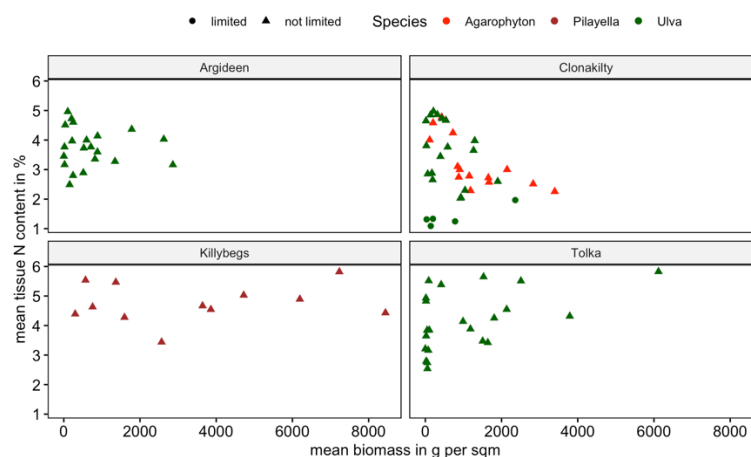 limited not limited Species Agarophyton Pilayella Ulva
Argideen Clonakilty
6
5
4
3
2
1
Killybegs Tolka
6
5
4
3
2
1
0 2000 4000 6000 8000 0 2000 4000 6000 8000
mean biomass in g per sqm
mean tissue N content in %